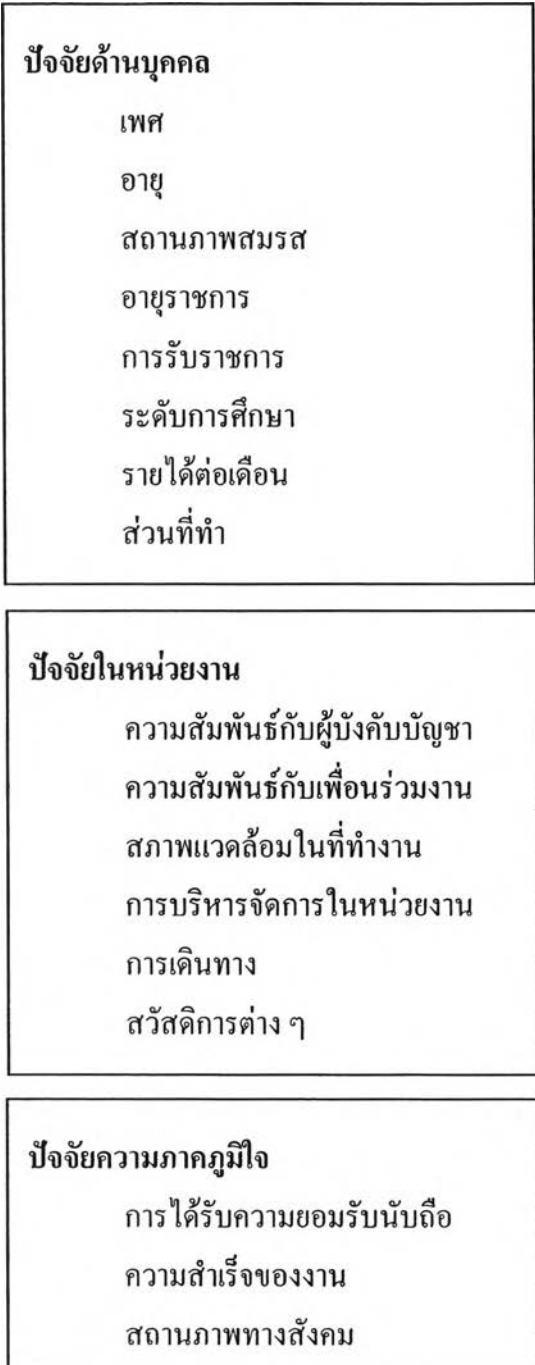 ปัจจัยด้านบุคคล
เพศ
อายุ
สถานภาพสมรส
อายุราชการ
การรับราชการ
ระดับการศึกษา
รายได้ต่อเดือน
ส่วนที่ทำ
ปัจจัยในหน่วยงาน
ความสัมพันธ์กับผู้บังคับบัญชา
ความสัมพันธ์กับเพื่อนร่วมงาน
สภาพแวดล้อมในที่ทำงาน
การบริหารจัดการในหน่วยงาน
การเดินทาง
สวัสดิการต่าง ๆ
ปัจจัยความภาคภูมิใจ
การได้รับความยอมรับนับถือ
ความสำเร็จของงาน
สถานภาพทางสังคม